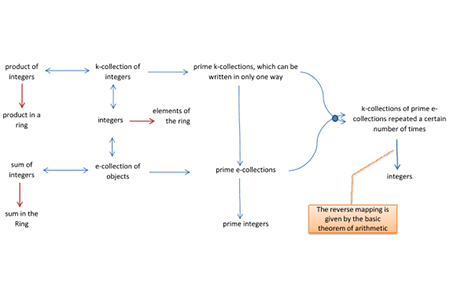 product of
integers
k-collection of
integers
prime k-collections, which can be
written in only one way
product in a
ring
integers
elements of
the ring
k-collections of prime e-
collections repeated a certain
number of times
sum of
integers
e-collection of
objects
prime e-collections
integers
sum in the
Ring
prime integers
The reverse mapping is
given by the basic
theorem of arithmetic